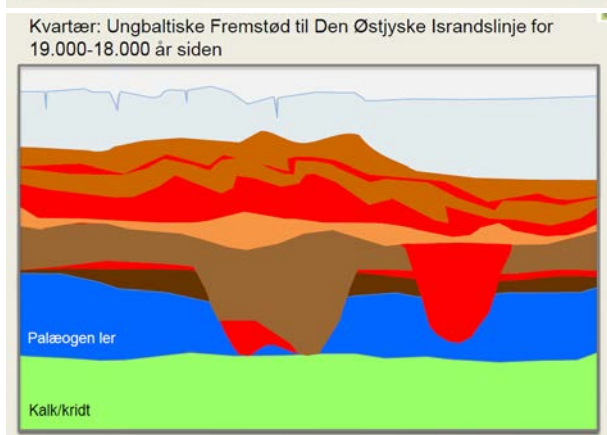 Kvartær: Ungbaltiske Fremstød til Den Østjyske Israndslinje for
19.000-18.000 år siden
Palæogen ler
Kalk/kridt